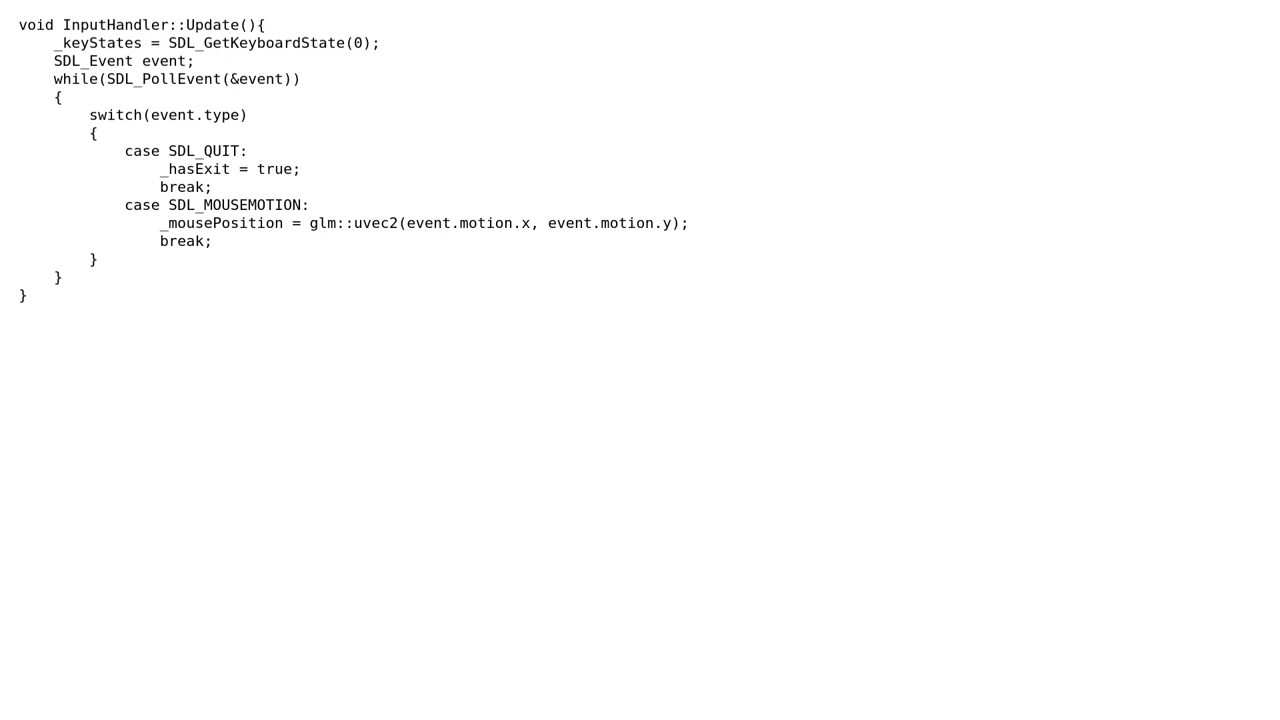 void InputHandler::Update(){
    _keyStates = SDL_GetKeyboardState(0);
    SDL_Event event;
    while(SDL_PollEvent(&event))
    {
        switch(event.type)
        {
            case SDL_QUIT:
                _hasExit = true;
                break;
            case SDL_MOUSEMOTION:
                _mousePosition = glm::uvec2(event.motion.x, event.motion.y);
                break;
        }
    }
}